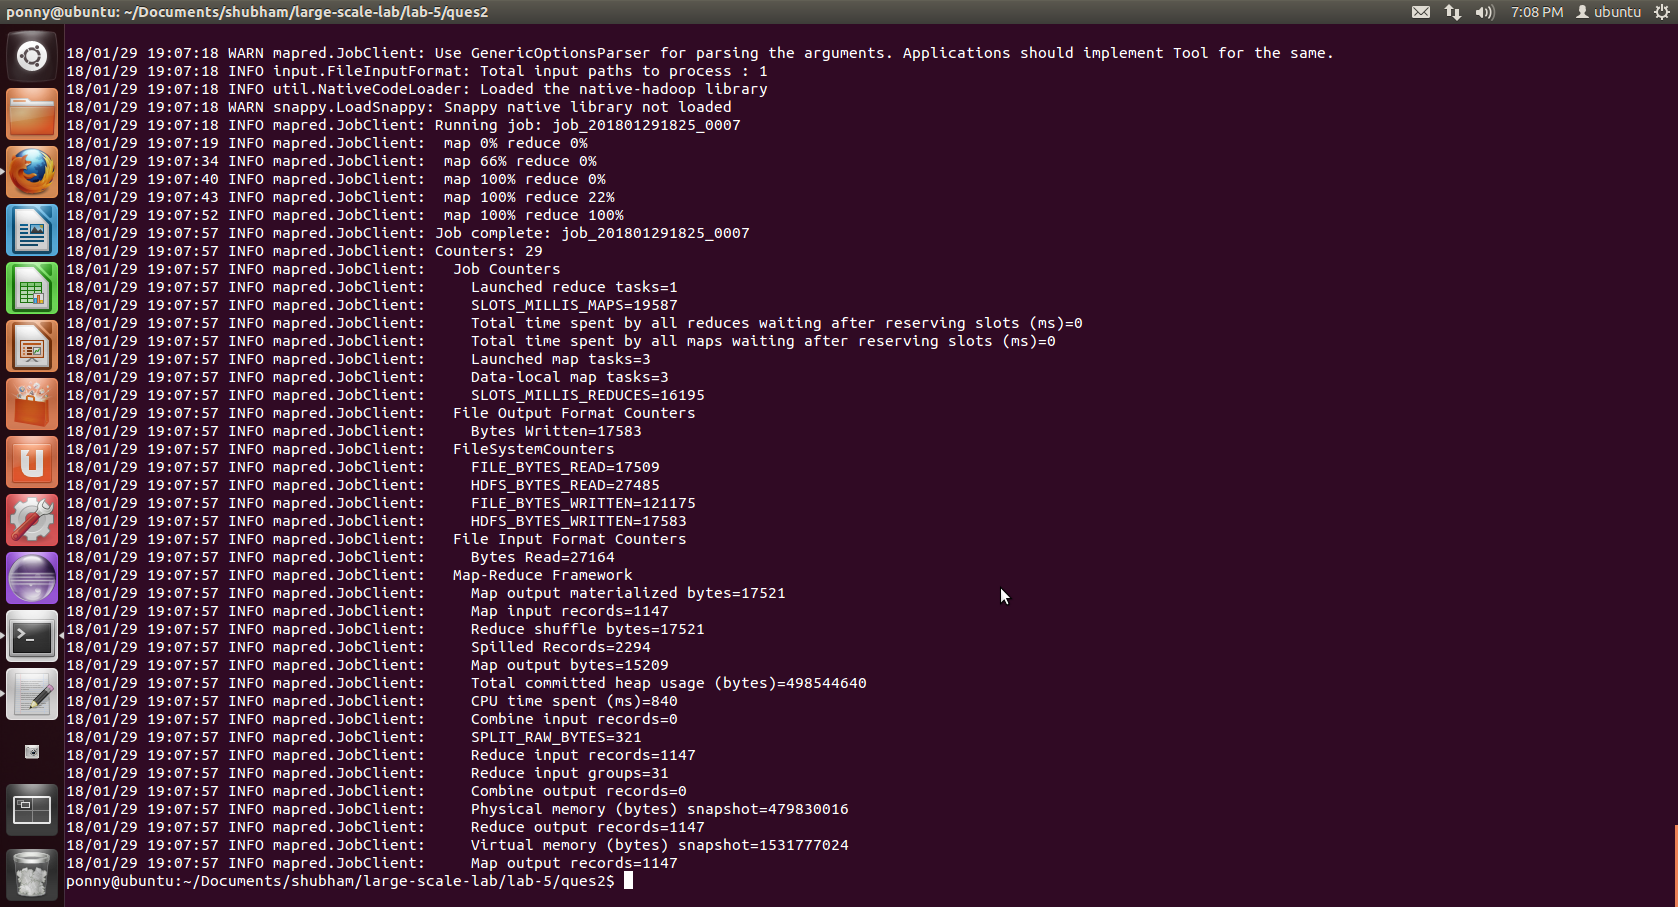 ponny@ubuntu: ~/Documents/shubham/large-scale-lab/lab-5/ques2
7:08 PM
ubuntu
18/01/29 19:07:18 WARN mapred.JobClient: Use GenericOptionsParser for parsing the arguments. Applications should implement Tool for the same.
18/01/29 19:07:18 INFO input.FileInputFormat: Total input paths to process : 1
18/01/29 19:07:18 INFO util.NativeCodeLoader: Loaded the native-hadoop library
18/01/29 19:07:18 WARN snappy.LoadSnappy: Snappy native library not loaded
18/01/29 19:07:18 INFO mapred.JobClient: Running job: job_201801291825_0007
18/01/29 19:07:19 INFO mapred.JobClient:  map 0% reduce 0%
18/01/29 19:07:34 INFO mapred.JobClient:  map 66% reduce 0%
18/01/29 19:07:40 INFO mapred.JobClient:  map 100% reduce 0%
18/01/29 19:07:43 INFO mapred.JobClient:  map 100% reduce 22%
18/01/29 19:07:52 INFO mapred.JobClient:  map 100% reduce 100%
18/01/29 19:07:57 INFO mapred.JobClient: Job complete: job_201801291825_0007
18/01/29 19:07:57 INFO mapred.JobClient: Counters: 29
18/01/29 19:07:57 INFO mapred.JobClient:   Job Counters
18/01/29 19:07:57 INFO mapred.JobClient:     Launched reduce tasks=1
18/01/29 19:07:57 INFO mapred.JobClient:     SLOTS_MILLIS_MAPS=19587
18/01/29 19:07:57 INFO mapred.JobClient:     Total time spent by all reduces waiting after reserving slots (ms)=0
18/01/29 19:07:57 INFO mapred.JobClient:     Total time spent by all maps waiting after reserving slots (ms)=0
18/01/29 19:07:57 INFO mapred.JobClient:     Launched map tasks=3
18/01/29 19:07:57 INFO mapred.JobClient:     Data-local map tasks=3
18/01/29 19:07:57 INFO mapred.JobClient:     SLOTS_MILLIS_REDUCES=16195
18/01/29 19:07:57 INFO mapred.JobClient:   File Output Format Counters
18/01/29 19:07:57 INFO mapred.JobClient:     Bytes Written=17583
18/01/29 19:07:57 INFO mapred.JobClient:   FileSystemCounters
18/01/29 19:07:57 INFO mapred.JobClient:     FILE_BYTES_READ=17509
18/01/29 19:07:57 INFO mapred.JobClient:     HDFS_BYTES_READ=27485
18/01/29 19:07:57 INFO mapred.JobClient:     FILE_BYTES_WRITTEN=121175
18/01/29 19:07:57 INFO mapred.JobClient:     HDFS_BYTES_WRITTEN=17583
18/01/29 19:07:57 INFO mapred.JobClient:   File Input Format Counters
18/01/29 19:07:57 INFO mapred.JobClient:     Bytes Read=27164
18/01/29 19:07:57 INFO mapred.JobClient:   Map-Reduce Framework
18/01/29 19:07:57 INFO mapred.JobClient:     Map output materialized bytes=17521
18/01/29 19:07:57 INFO mapred.JobClient:     Map input records=1147
18/01/29 19:07:57 INFO mapred.JobClient:     Reduce shuffle bytes=17521
18/01/29 19:07:57 INFO mapred.JobClient:     Spilled Records=2294
18/01/29 19:07:57 INFO mapred.JobClient:     Map output bytes=15209
18/01/29 19:07:57 INFO mapred.JobClient:     Total committed heap usage (bytes)=498544640
18/01/29 19:07:57 INFO mapred.JobClient:     CPU time spent (ms)=840
18/01/29 19:07:57 INFO mapred.JobClient:     Combine input records=0
18/01/29 19:07:57 INFO mapred.JobClient:     SPLIT_RAW_BYTES=321
18/01/29 19:07:57 INFO mapred.JobClient:     Reduce input records=1147
18/01/29 19:07:57 INFO mapred.JobClient:     Reduce input groups=31
18/01/29 19:07:57 INFO mapred.JobClient:     Combine output records=0
18/01/29 19:07:57 INFO mapred.JobClient:     Physical memory (bytes) snapshot=479830016
18/01/29 19:07:57 INFO mapred.JobClient:     Reduce output records=1147
18/01/29 19:07:57 INFO mapred.JobClient:     Virtual memory (bytes) snapshot=1531777024
18/01/29 19:07:57 INFO mapred.JobClient:     Map output records=1147
ponny@ubuntu:~/Documents/shubham/large-scale-lab/lab-5/ques2$